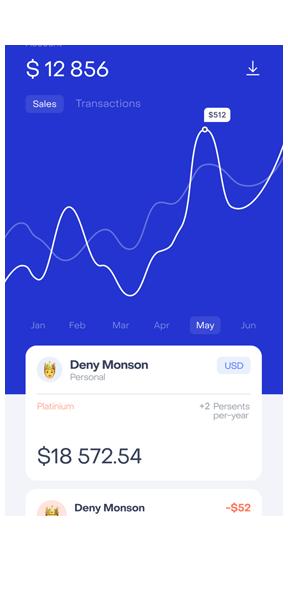 $ 12 856
Sales Transactions
$512
Jan Feb Mar Apr May Jun
Deny Monson
USD
Personal
Platinium
+2 Persents
per-year
$18 572.54
Deny Monson
-$52